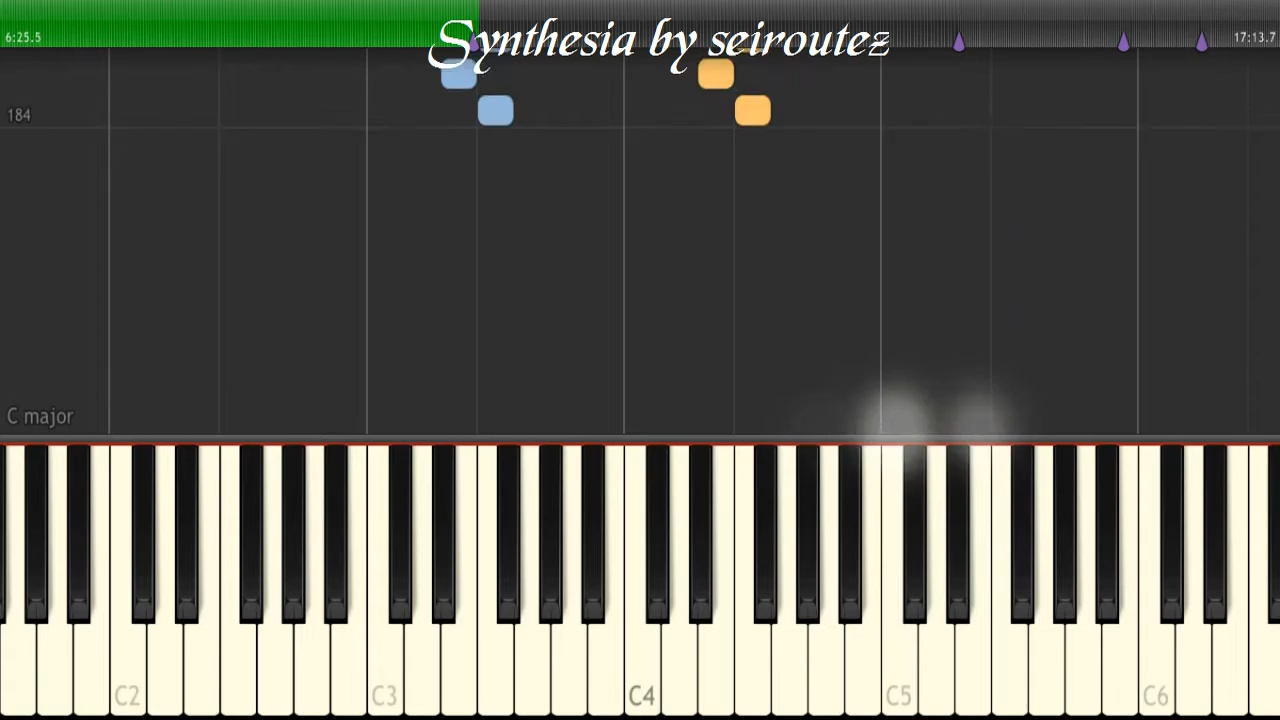 Synthesia by seiroutez
6:25.5
17:13.7
184
C major
C2
C3
C4
C5
C6